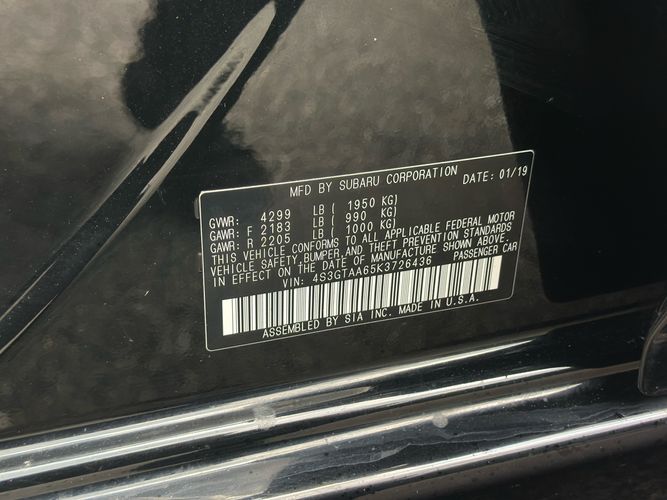 MFD BY SUBARU CORPORATION DATE: 01/19
GVWR: 4299 LB ( 1950 KG)
GAWR: F 2183 LB ( 990 KG)
GAWR: R 2205 LB ( 1000 KG)
THIS VEHICLE CONFORMS TO ALL APPLICABLE FEDERAL MOTOR
VEHICLE SAFETY, BUMPER, AND THEFT PREVENTION STANDARDS
IN EFFECT ON THE DATE OF MANUFACTURE SHOWN ABOVE.
VIN: 4S3GTAA65K3726436 PASSENGER CAR
ASSEMBLED BY SIA INC. MADE IN U.S.A.